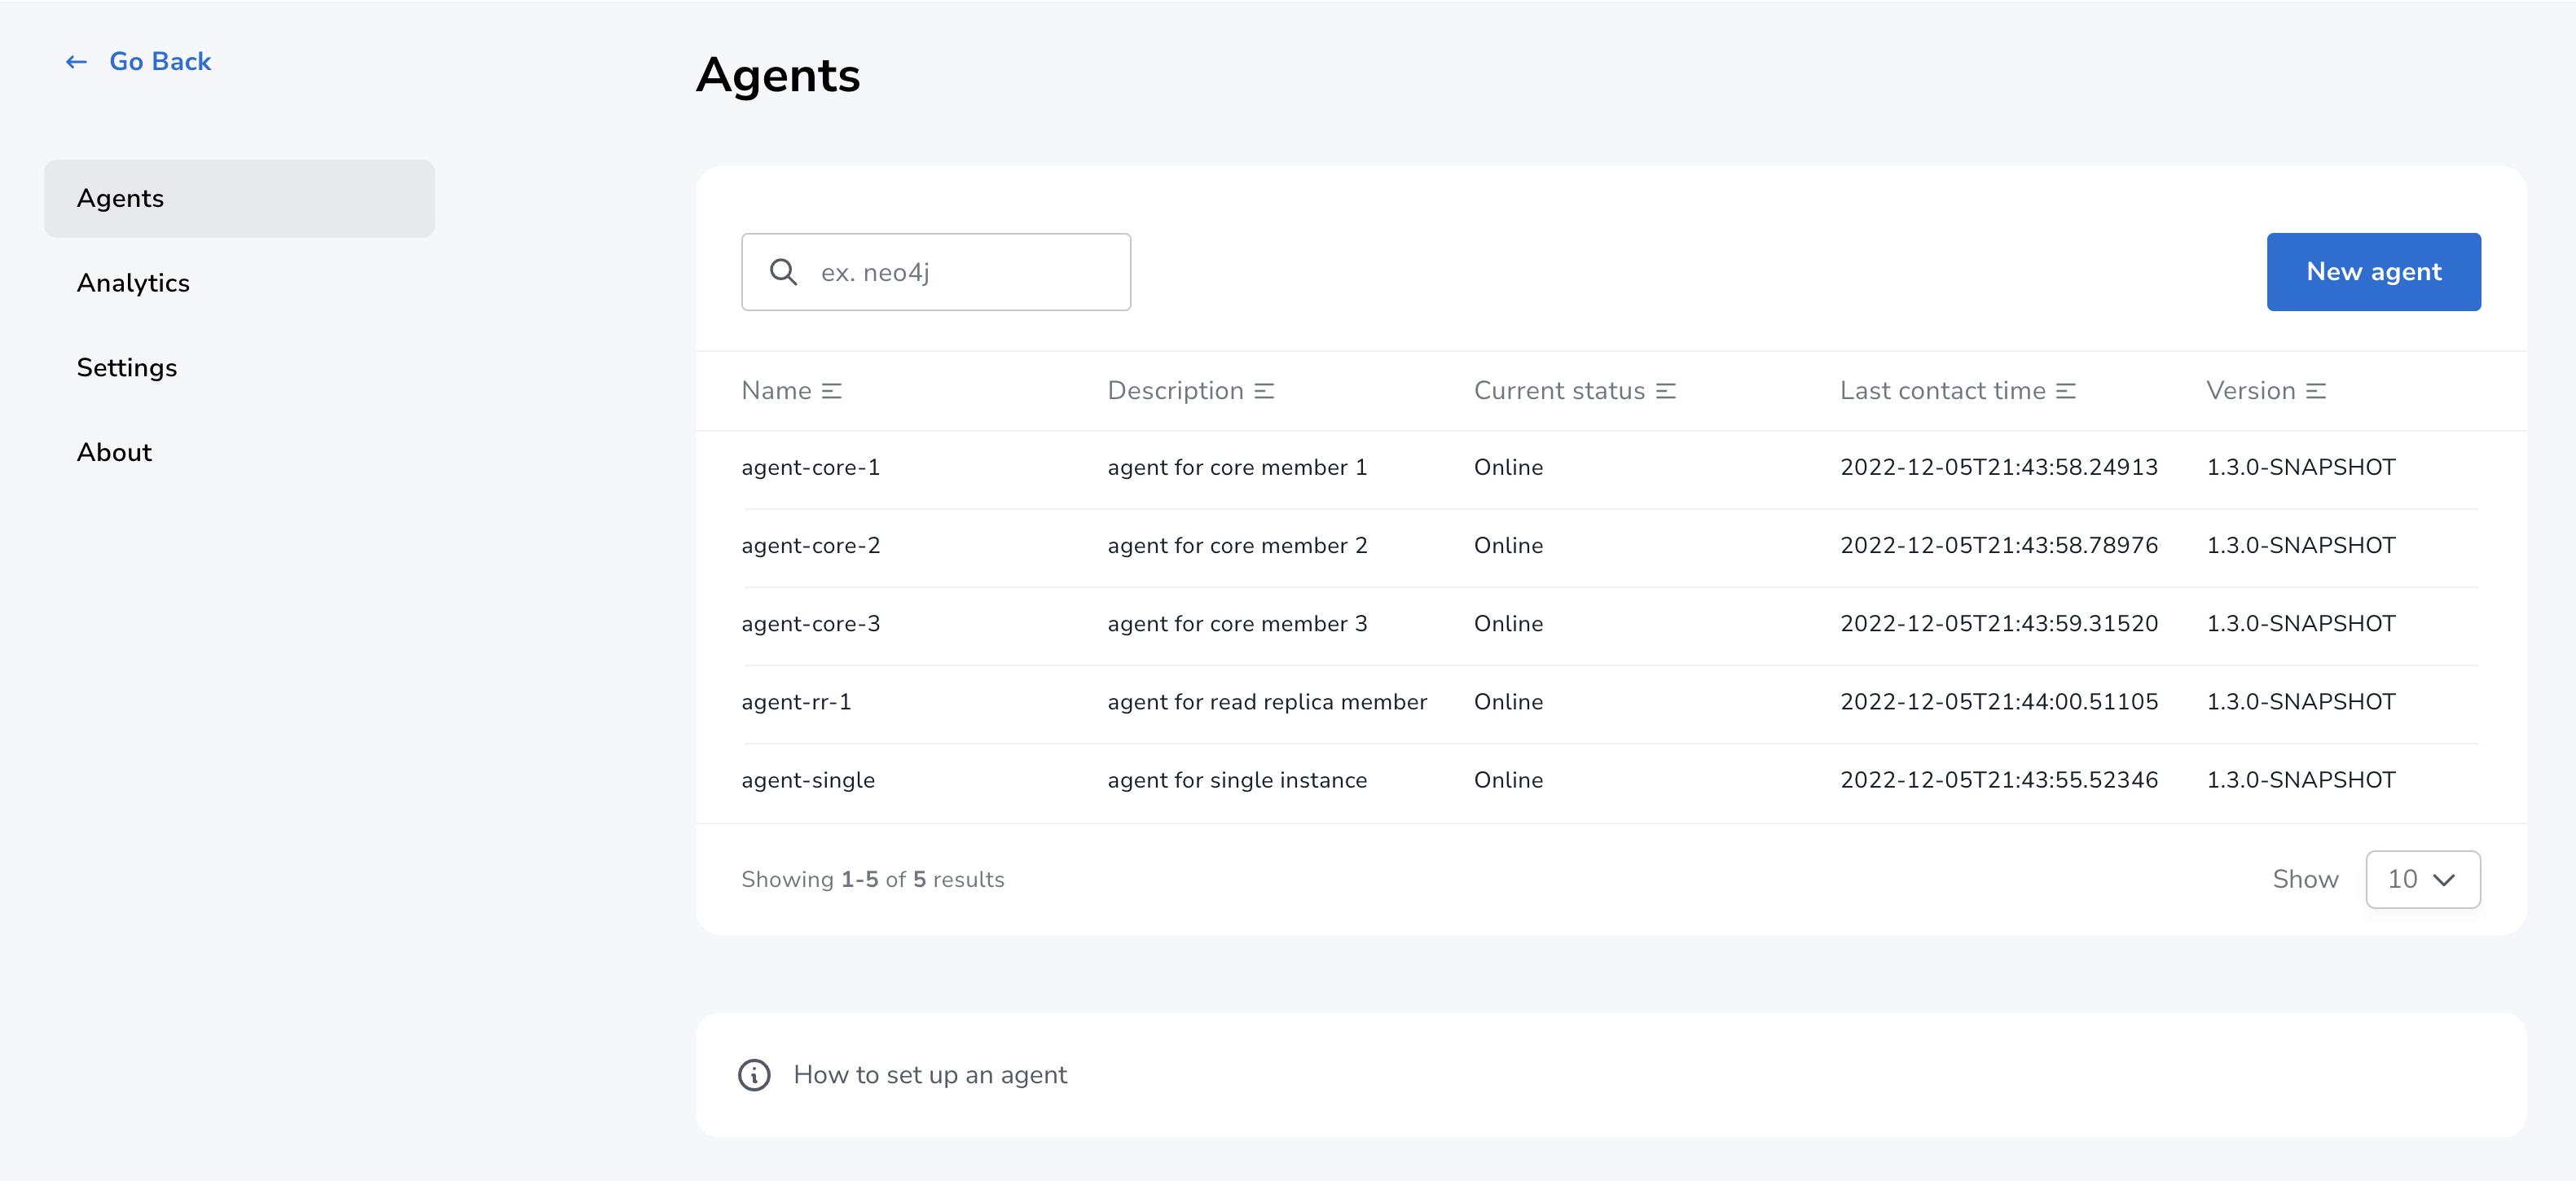 Go Back
Agents
Analytics
Settings
About
Agents
ex. neo4j
New agent
Name Description Current status Last contact time Version
agent-core-1 agent for core member 1 Online 2022-12-05T21:43:58.24913 1.3.0-SNAPSHOT
agent-core-2 agent for core member 2 Online 2022-12-05T21:43:58.78976 1.3.0-SNAPSHOT
agent-core-3 agent for core member 3 Online 2022-12-05T21:43:59.31520 1.3.0-SNAPSHOT
agent-rr-1 agent for read replica member Online 2022-12-05T21:44:00.51105 1.3.0-SNAPSHOT
agent-single agent for single instance Online 2022-12-05T21:43:55.52346 1.3.0-SNAPSHOT
Showing 1-5 of 5 results
Show 10
How to set up an agent